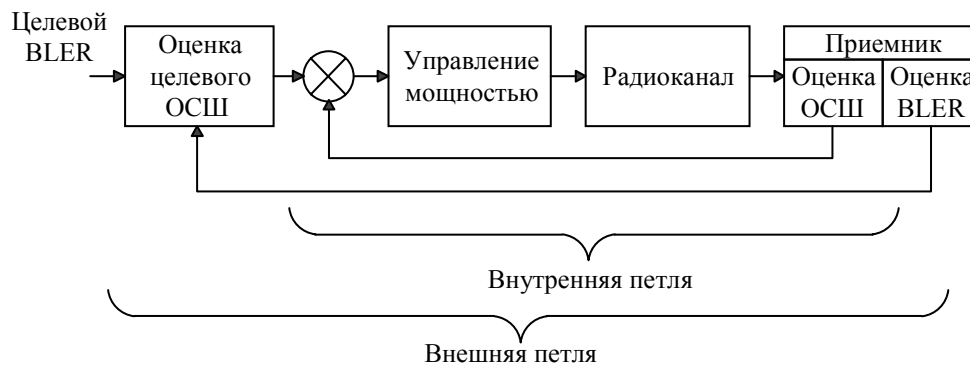 Целевой
BLER
Оценка
целевого
ОСШ
Управление
мощностью
Радиоканал
Приемник
Оценка
ОСШ
Оценка
BLER
Внутренняя петля
Внешняя петля